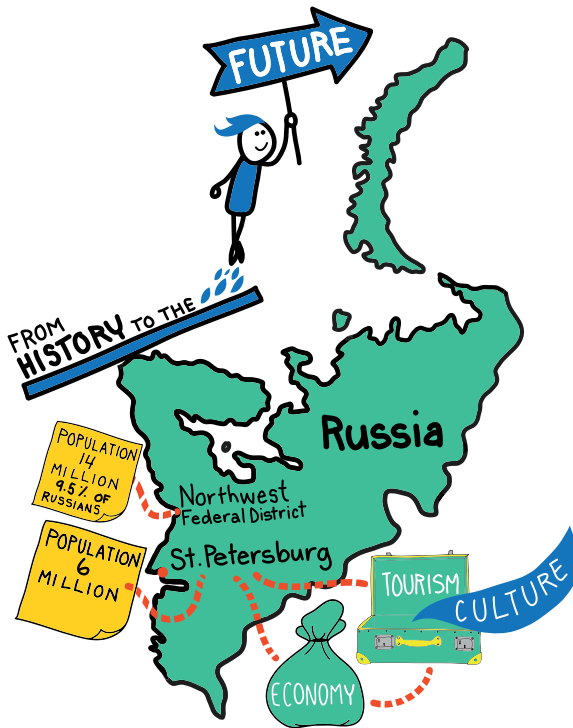 FUTURE
FROM
HISTORY TO THE
Russia
POPULATION
14
MILLION
9.5% OF
RUSSIANS
Northwest
Federal District
POPULATION
6
MILLION
St. Petersburg
TOURISM
CULTURE
ECONOMY